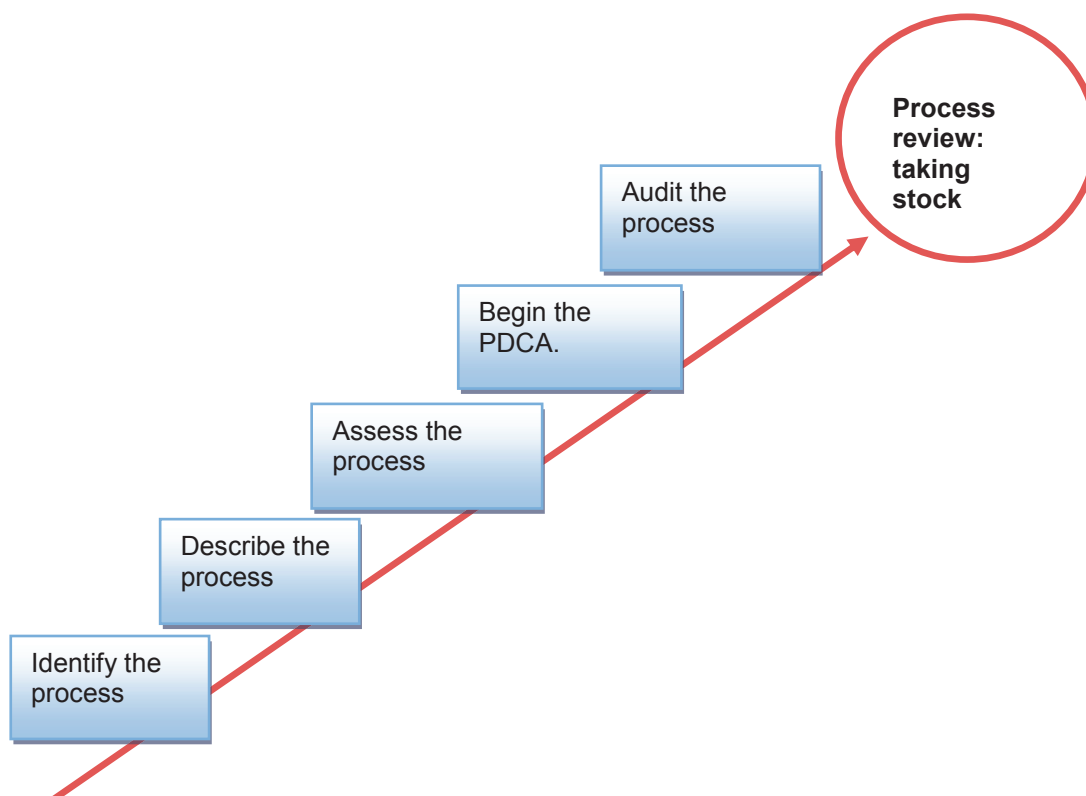 Process
review:
taking
stock
Audit the
process
Begin the
PDCA.
Assess the
process
Describe the
process
Identify the
process